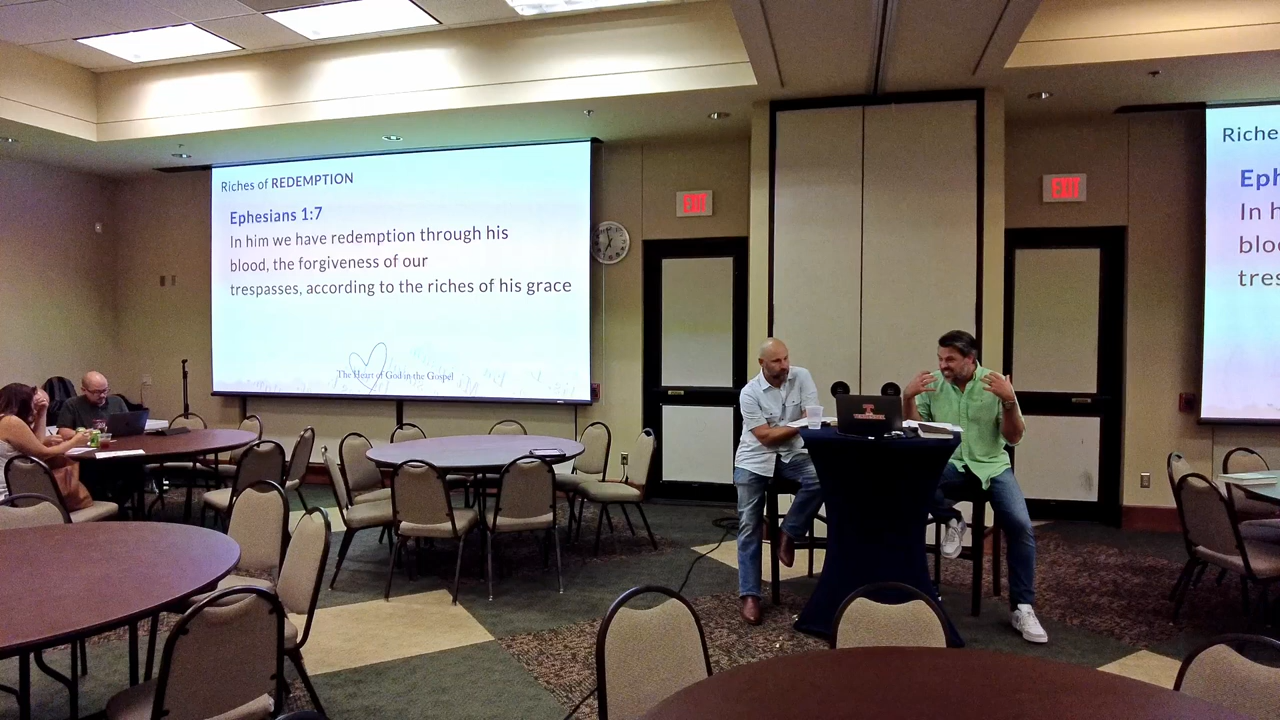 Riches of REDEMPTION
Ephesians 1:7
In him we have redemption through his
blood, the forgiveness of our
trespasses, according to the riches of his grace
The Heart of God in the Gospel
EXIT
EXIT
Riche
Eph
In h
bloo
tres